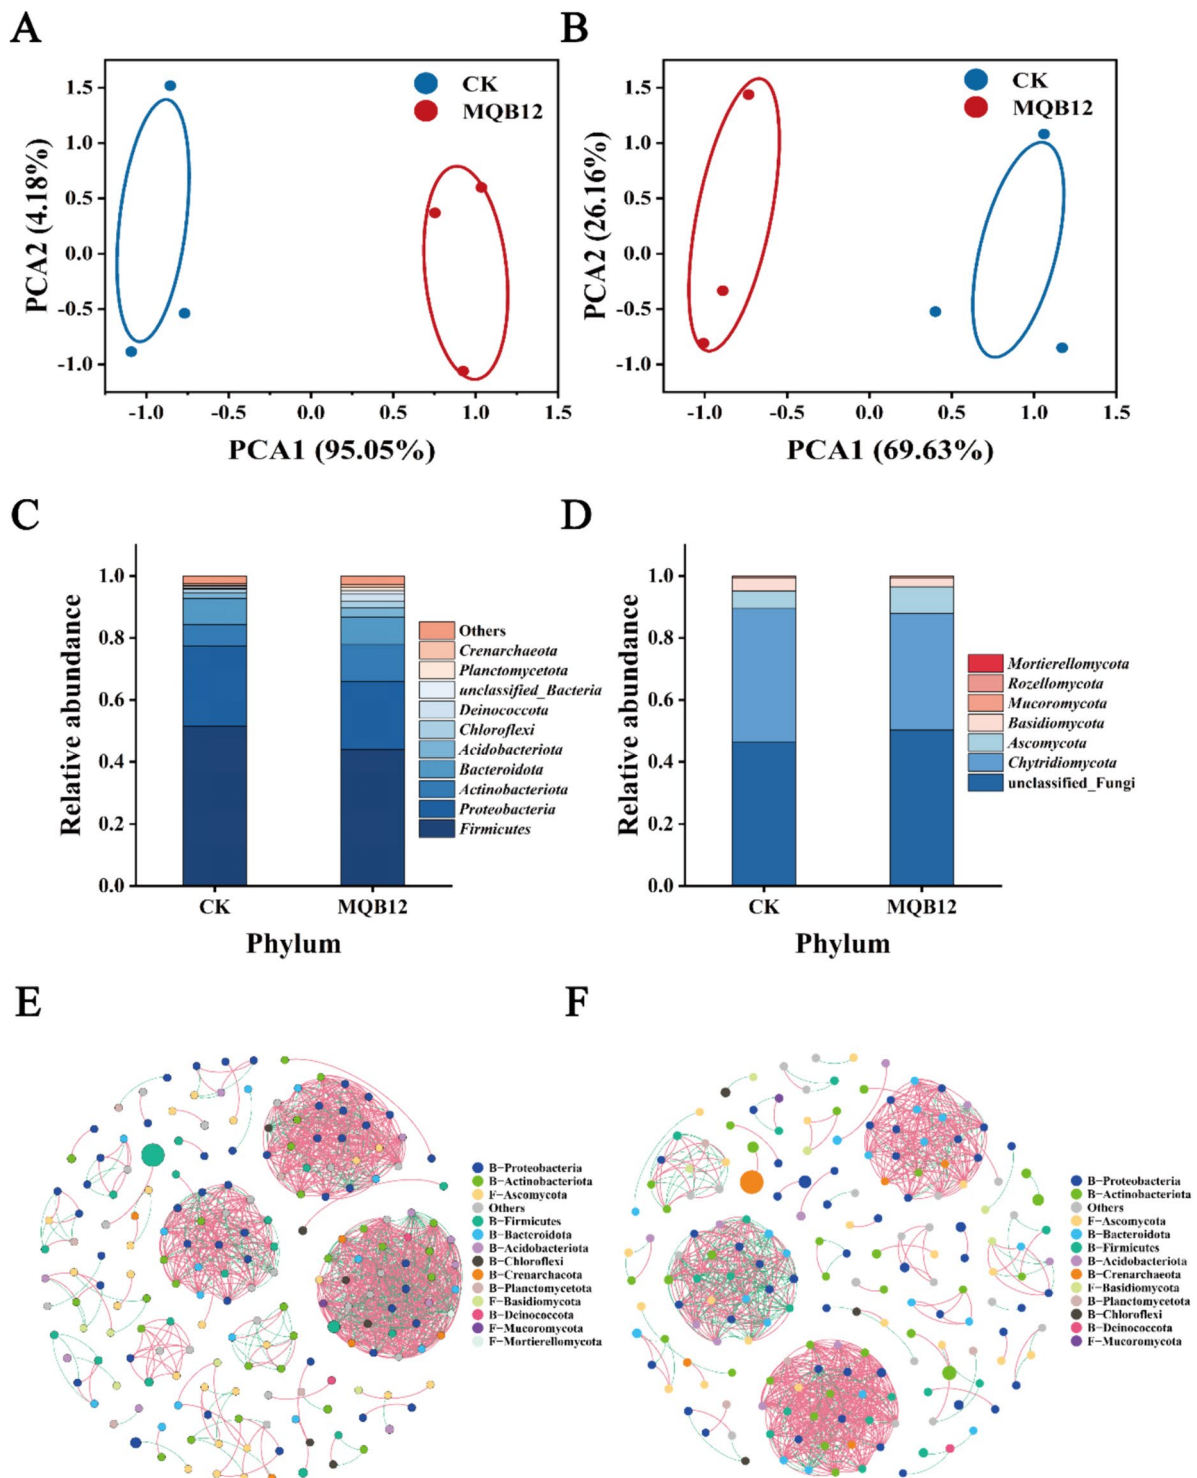 A
B
1.5
1.0
0.5
0.0
-0.5
-1.0
PCA2 (4.18%)
CK
MQB12
-1.0
-0.5
0.0
0.5
1.0
1.5
PCA1 (95.05%)
1.5
1.0
0.5
0.0
-0.5
-1.0
PCA2 (26.16%)
CK
MQB12
-1.0
-0.5
0.0
0.5
1.0
1.5
PCA1 (69.63%)
C
D
1.0
0.8
0.6
0.4
0.2
0.0
Relative abundance
Others
Crenarchaeota
Planctomycetota
unclassified_Bacteria
Deinococcota
Chloroflexi
Acidobacteriota
Bacteroidota
Actinobacteriota
Proteobacteria
Firmicutes
CK
MQB12
Phylum
1.0
0.8
0.6
0.4
0.2
0.0
Relative abundance
Mortierellomycota
Rozellomycota
Mucoromycota
Basidiomycota
Ascomycota
Chytridiomycota
unclassified_Fungi
CK
MQB12
Phylum
E
F
B−Proteobacteria
B−Actinobacteriota
F−Ascomycota
Others
B−Firmicutes
B−Bacteroidota
B−Acidobacteriota
B−Chloroflexi
B−Crenarchaeota
B−Planctomycetota
F−Basidiomycota
B−Deinococcota
F−Mucoromycota
F−Mortierellomycota
B−Proteobacteria
B−Actinobacteriota
Others
F−Ascomycota
B−Bacteroidota
B−Firmicutes
B−Acidobacteriota
B−Crenarchaeota
F−Basidiomycota
B−Planctomycetota
B−Chloroflexi
B−Deinococcota
F−Mucoromycota